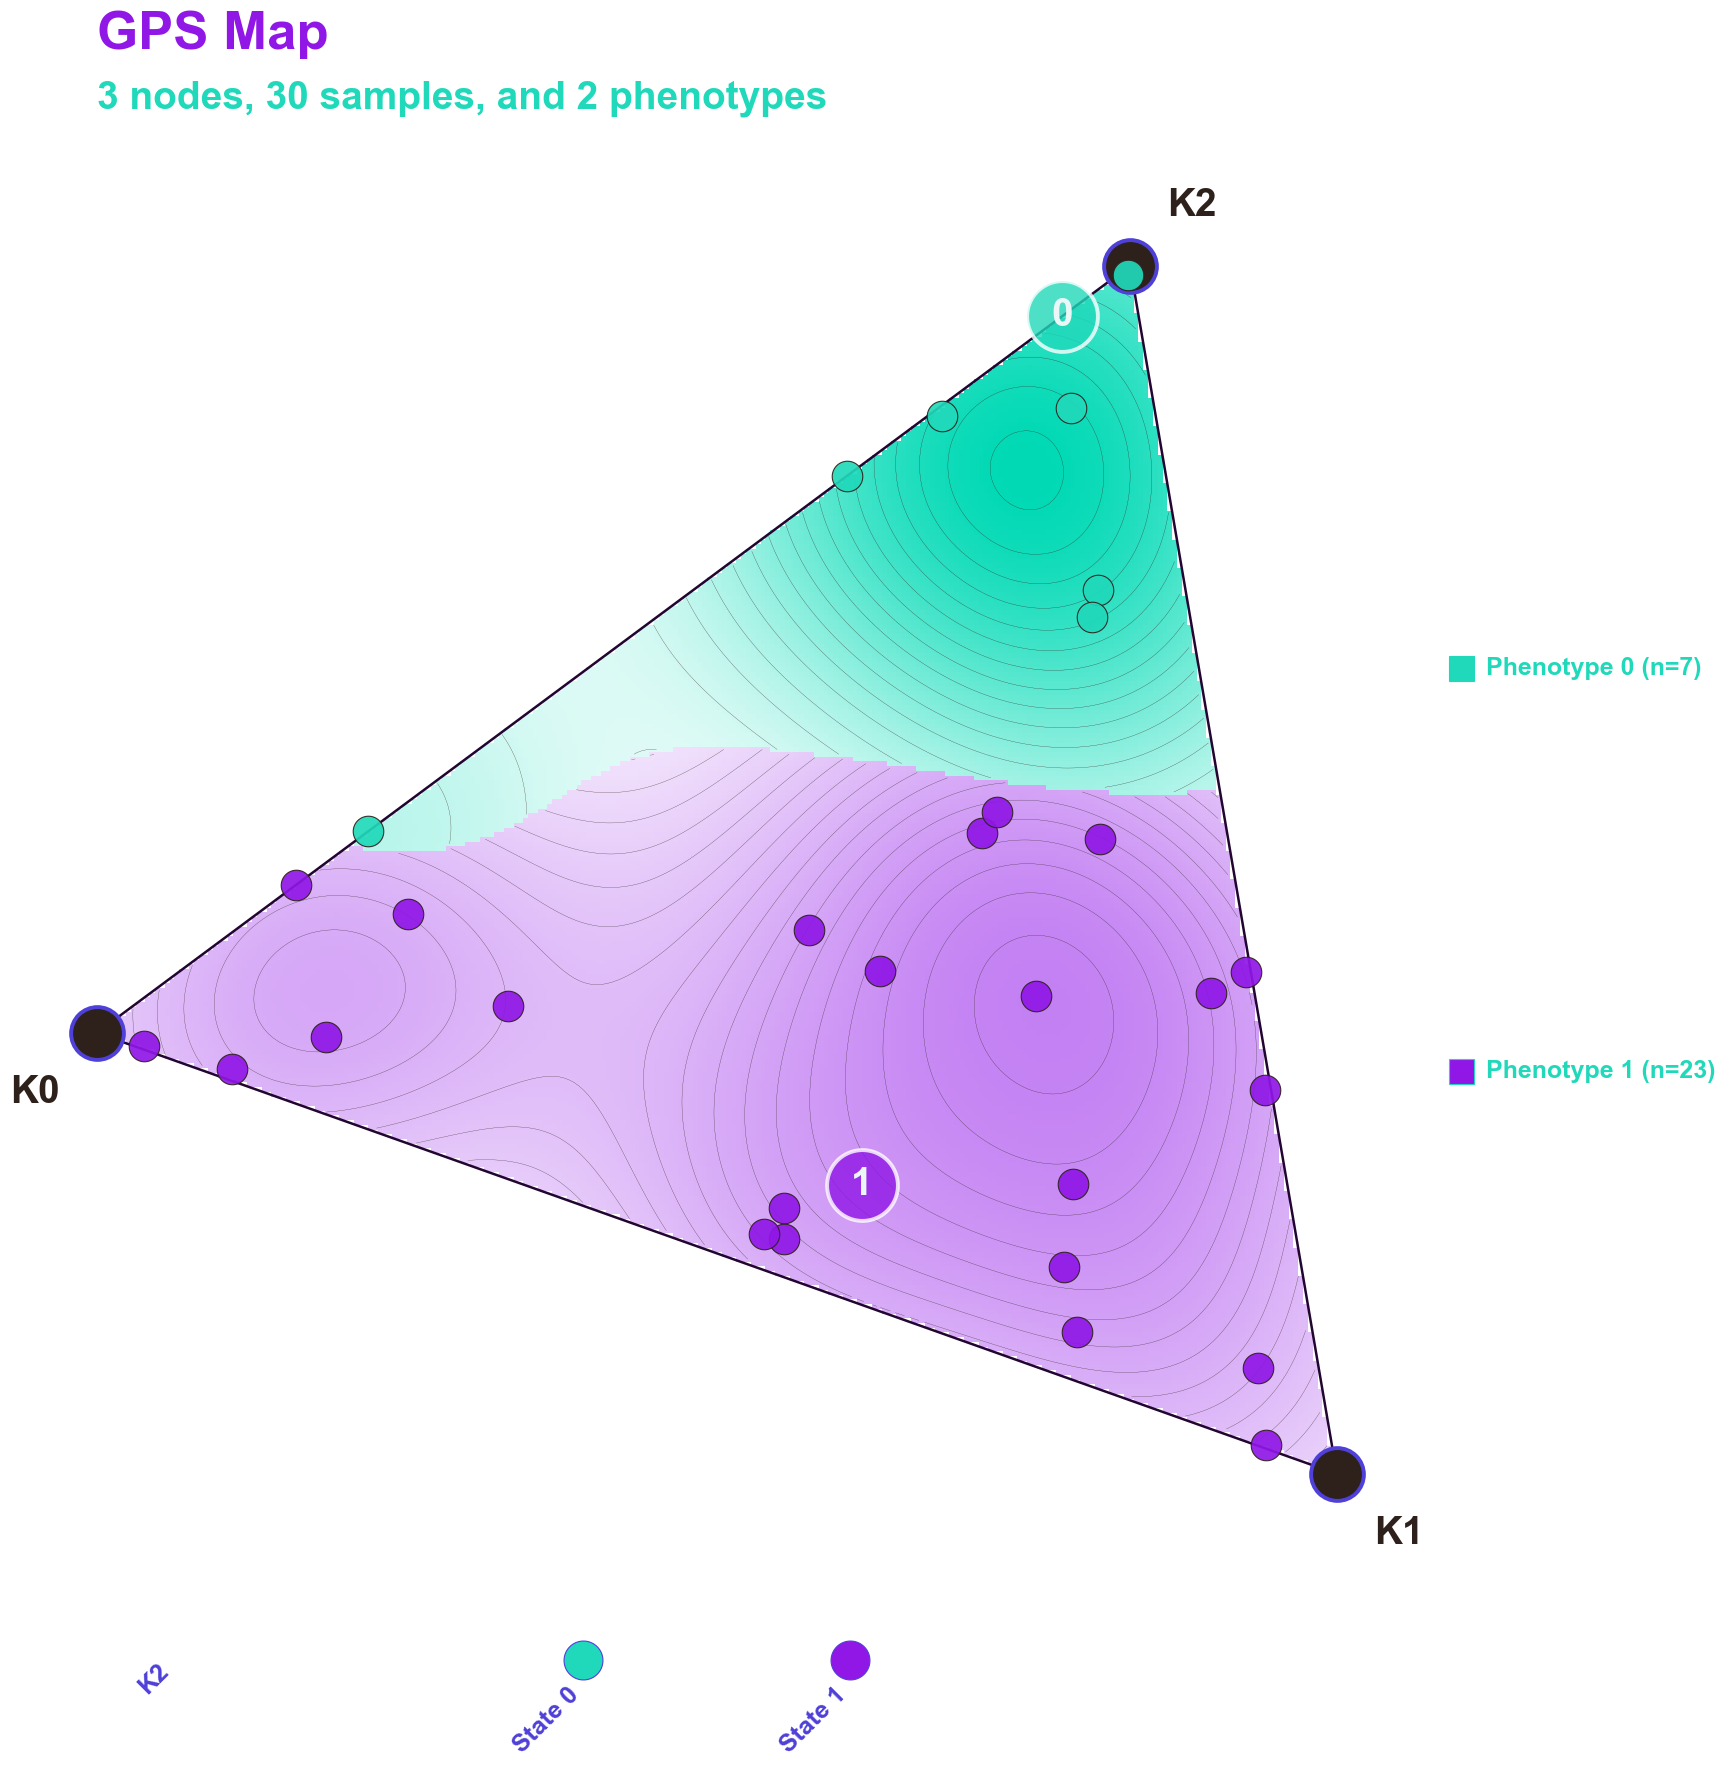 GPS Map
3 nodes, 30 samples, and 2 phenotypes
K2
0
Phenotype 0 (n=7)
Phenotype 1 (n=23)
K0
1
K1
K2
State 0
State 1